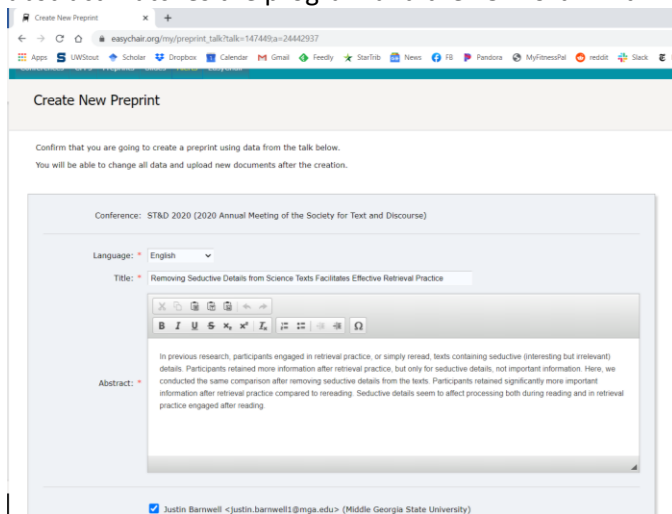 Create New Preprint
easychair.org/my/preprint_talk?talk=147449;a=24442937
Apps UWStout Scholar Dropbox Calendar Gmail Feedly StarTrib News FB Pandora MyFitnessPal reddit Slack
Create New Preprint
Confirm that you are going to create a preprint using data from the talk below.
You will be able to change all data and upload new documents after the creation.
Conference: ST&D 2020 (2020 Annual Meeting of the Society for Text and Discourse)
Language: * English
Title: * Removing Seductive Details from Science Texts Facilitates Effective Retrieval Practice
B I U S x₂ x² Tx Ω
In previous research, participants engaged in retrieval practice, or simply reread, texts containing seductive (interesting but irrelevant)
details. Participants retained more information after retrieval practice, but only for seductive details, not important information. Here, we
conducted the same comparison after removing seductive details from the texts. Participants retained significantly more important
Abstract: *
information after retrieval practice compared to rereading. Seductive details seem to affect processing both during reading and in retrieval
practice engaged after reading.
Justin Barnwell <justin.barnwell1@mga.edu> (Middle Georgia State University)